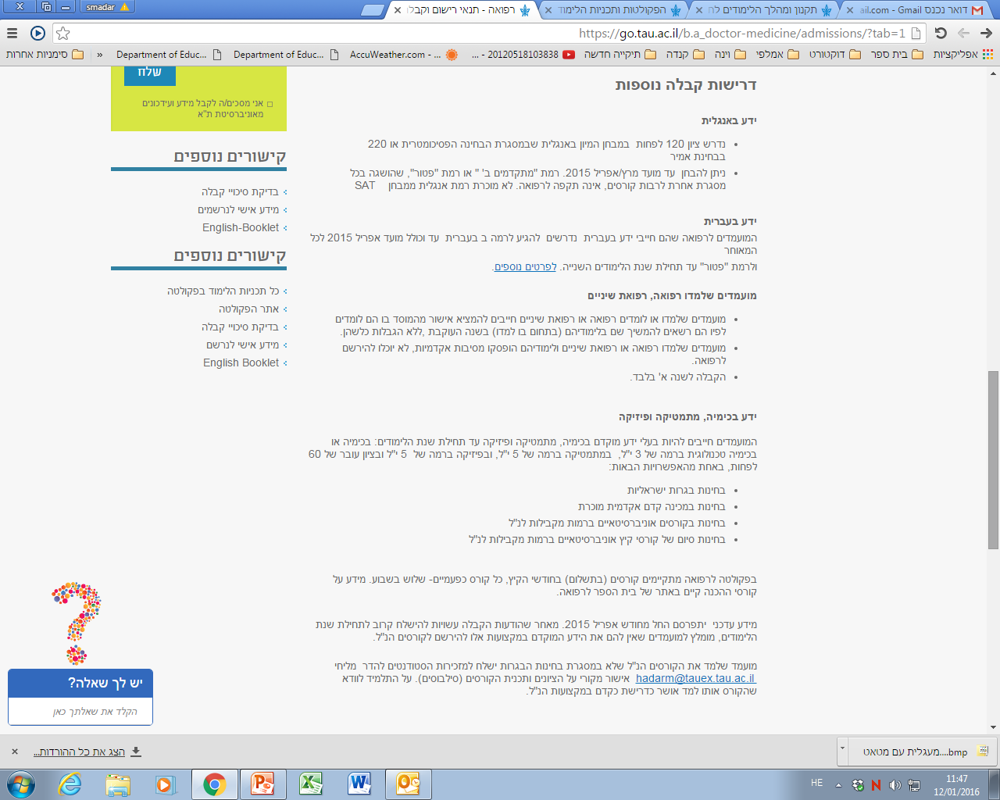 smadar
רפואה - תנאי רישום וקבלו
הפקולטות ותכניות הלימוד
תקנון ומהלך הלימודים לח
דואר נכנס - ail.com - Gmail
https://go.tau.ac.il/b.a_doctor-medicine/admissions/?tab=1
אפליקציות
בית ספר
דוקטורט
אמלפי
וינה
קנדה
תיקייה חדשה
20120518103838 - ...
AccuWeather.com - ...
Department of Educ...
Department of Educ...
»
סימניות אחרות
דרישות קבלה נוספות
ידע באנגלית
נדרש ציון 120 לפחות במבחן המיון באנגלית שבמסגרת הבחינה הפסיכומטרית או 220
בבחינת אמיר
ניתן להבחן עד מועד מרץ/אפריל 2015. רמת "מתקדמים ב' " או רמת "פטור", שהושגה בכל
מסגרת אחרת לרבות קורסים, אינה תקפה לרפואה. לא מוכרת רמת אנגלית ממבחן SAT
ידע בעברית
המועמדים לרפואה שהם חייבי ידע בעברית נדרשים להגיע לרמה ב בעברית עד וכולל מועד אפריל 2015 לכל
המאוחר
ולרמת "פטור" עד תחילת שנת הלימודים השנייה. לפרטים נוספים.
מועמדים שלמדו רפואה, רפואת שיניים
מועמדים שלמדו או לומדים רפואה או רפואת שיניים חייבים להמציא אישור מהמוסד בו הם לומדים
לפיו הם רשאים להמשיך שם בלימודיהם (בתחום בו למדו) בשנה העוקבת ,ללא הגבלות כלשהן.
מועמדים שלמדו רפואה או רפואת שיניים ולימודיהם הופסקו מסיבות אקדמיות, לא יוכלו להירשם
לרפואה.
הקבלה לשנה א' בלבד.
ידע בכימיה, מתמטיקה ופיזיקה
המועמדים חייבים להיות בעלי ידע מוקדם בכימיה, מתמטיקה ופיזיקה עד תחילת שנת הלימודים: בכימיה או
בכימיה טכנולוגית ברמה של 3 י"ל, במתמטיקה ברמה של 5 י"ל, ובפיזיקה ברמה של 5 י"ל ובציון עובר של 60
לפחות, באחת מהאפשרויות הבאות:
בחינות בגרות ישראליות
בחינות במכינה קדם אקדמית מוכרת
בחינות בקורסים אוניברסיטאיים ברמות מקבילות לנ"ל
בחינות סיום של קורסי קיץ אוניברסיטאיים ברמות מקבילות לנ"ל
בפקולטה לרפואה מתקיימים קורסים (בתשלום) בחודשי הקיץ, כל קורס כפעמיים- שלוש בשבוע. מידע על
קורסי ההכנה קיים באתר של בית הספר לרפואה.
מידע עדכני יתפרסם החל מחודש אפריל 2015. מאחר שהודעות הקבלה עשויות להישלח קרוב לתחילת שנת
הלימודים, מומלץ למועמדים שאין להם את הידע המוקדם במקצועות אלו להירשם לקורסים הנ"ל.
מועמד שלמד את הקורסים הנ"ל שלא במסגרת בחינות הבגרות ישלח למזכירות הסטודנטים להדר מליחי
hadarm@tauex.tau.ac.il אישור מקורי על הציונים ותכנית הקורסים (סילבוסים). על התלמיד לוודא
שהקורס אותו למד אושר כדרישת כקדם במקצועות הנ"ל.
שלח
אני מסכים/ה לקבל מידע ועידכונים
מאוניברסיטת ת"א
קישורים נוספים
בדיקת סיכויי קבלה
מידע אישי לנרשמים
English-Booklet
קישורים נוספים
כל תכניות הלימוד בפקולטה
אתר הפקולטה
בדיקת סיכויי קבלה
מידע אישי לנרשם
English Booklet
יש לך שאלה?
הקלד את שאלתך כאן
מעגלית עם מטאט....bmp
הצג את כל ההורדות...
HE
11:47
12/01/2016